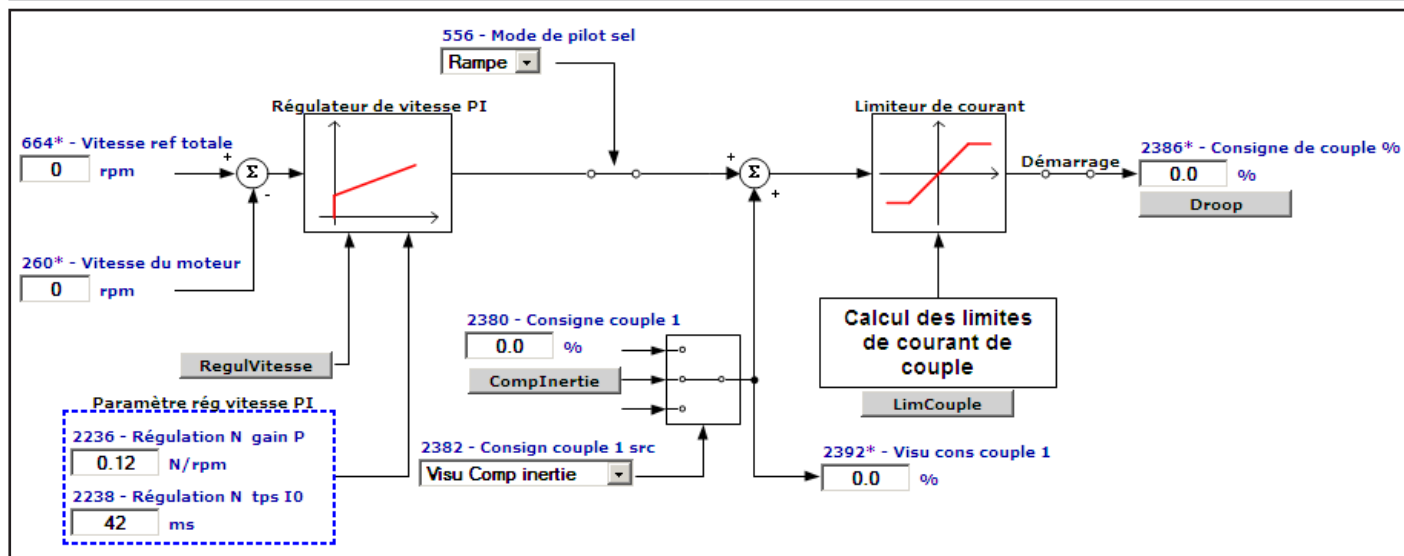 556 - Mode de pilot sel
Rampe
Régulateur de vitesse PI
Limiteur de courant
664* - Vitesse ref totale
0 rpm
+
Σ
-
+
Σ
+
Démarrage
2386* - Consigne de couple %
0.0 %
Droop
260* - Vitesse du moteur
0 rpm
2380 - Consigne couple 1
0.0 %
CompInertie
RegulVitesse
Calcul des limites
de courant de
couple
LimCouple
Paramètre rég vitesse PI
2236 - Régulation N gain P
0.12 N/rpm
2238 - Régulation N tps I0
42 ms
2382 - Consign couple 1 src
Visu Comp inertie
2392* - Visu cons couple 1
0.0 %